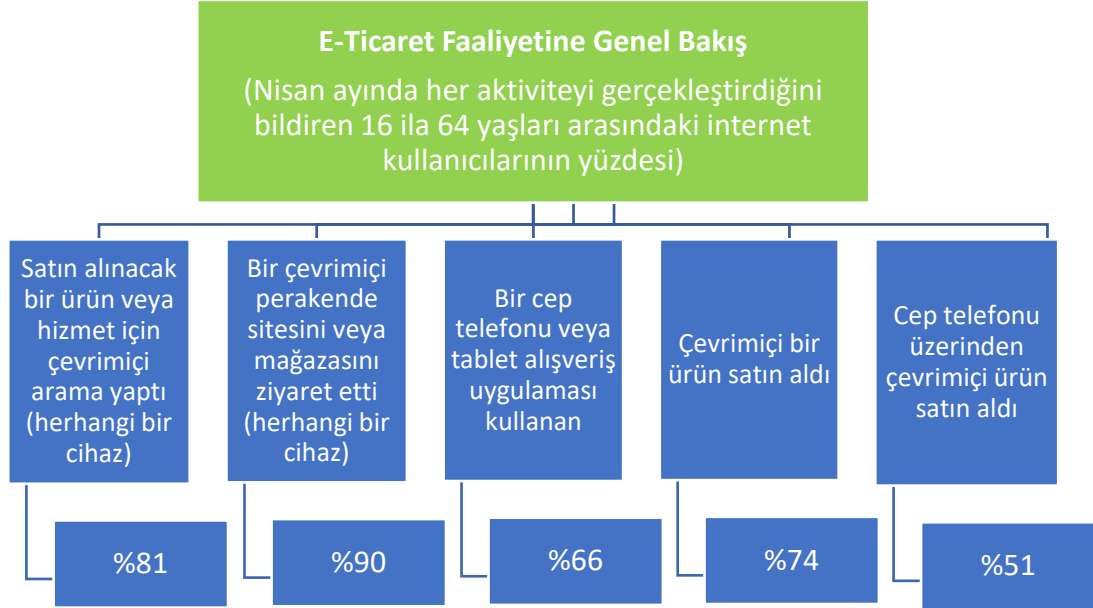 E-Ticaret Faaliyetine Genel Bakış
(Nisan ayında her aktiviteyi gerçekleştirdiğini
bildiren 16 ila 64 yaşları arasındaki internet
kullanıcılarının yüzdesi)
Satın alınacak
bir ürün veya
hizmet için
çevrimiçi
arama yaptı
(herhangi bir
cihaz)
Bir çevrimiçi
perakende
sitesini veya
mağazasını
ziyaret etti
(herhangi bir
cihaz)
Bir cep
telefonu veya
tablet alışveriş
uygulaması
kullanan
Çevrimiçi bir
ürün satın aldı
Cep telefonu
üzerinden
çevrimiçi ürün
satın aldı
%81
%90
%66
%74
%51